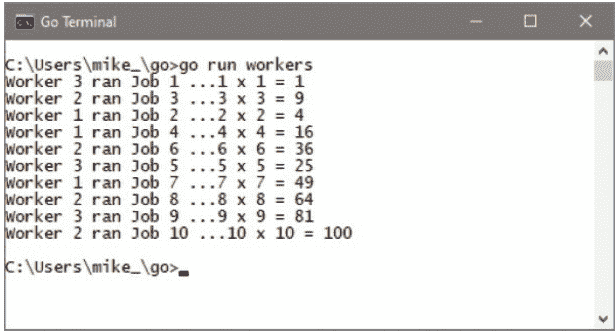 Go Terminal
C:\Users\mike_\go>go run workers
Worker 3 ran Job 1 ...1 x 1 = 1
Worker 2 ran Job 3 ...3 x 3 = 9
Worker 1 ran Job 2 ...2 x 2 = 4
Worker 1 ran Job 4 ...4 x 4 = 16
Worker 2 ran Job 6 ...6 x 6 = 36
Worker 3 ran Job 5 ...5 x 5 = 25
Worker 1 ran Job 7 ...7 x 7 = 49
Worker 2 ran Job 8 ...8 x 8 = 64
Worker 3 ran Job 9 ...9 x 9 = 81
Worker 2 ran Job 10 ...10 x 10 = 100
C:\Users\mike_\go>